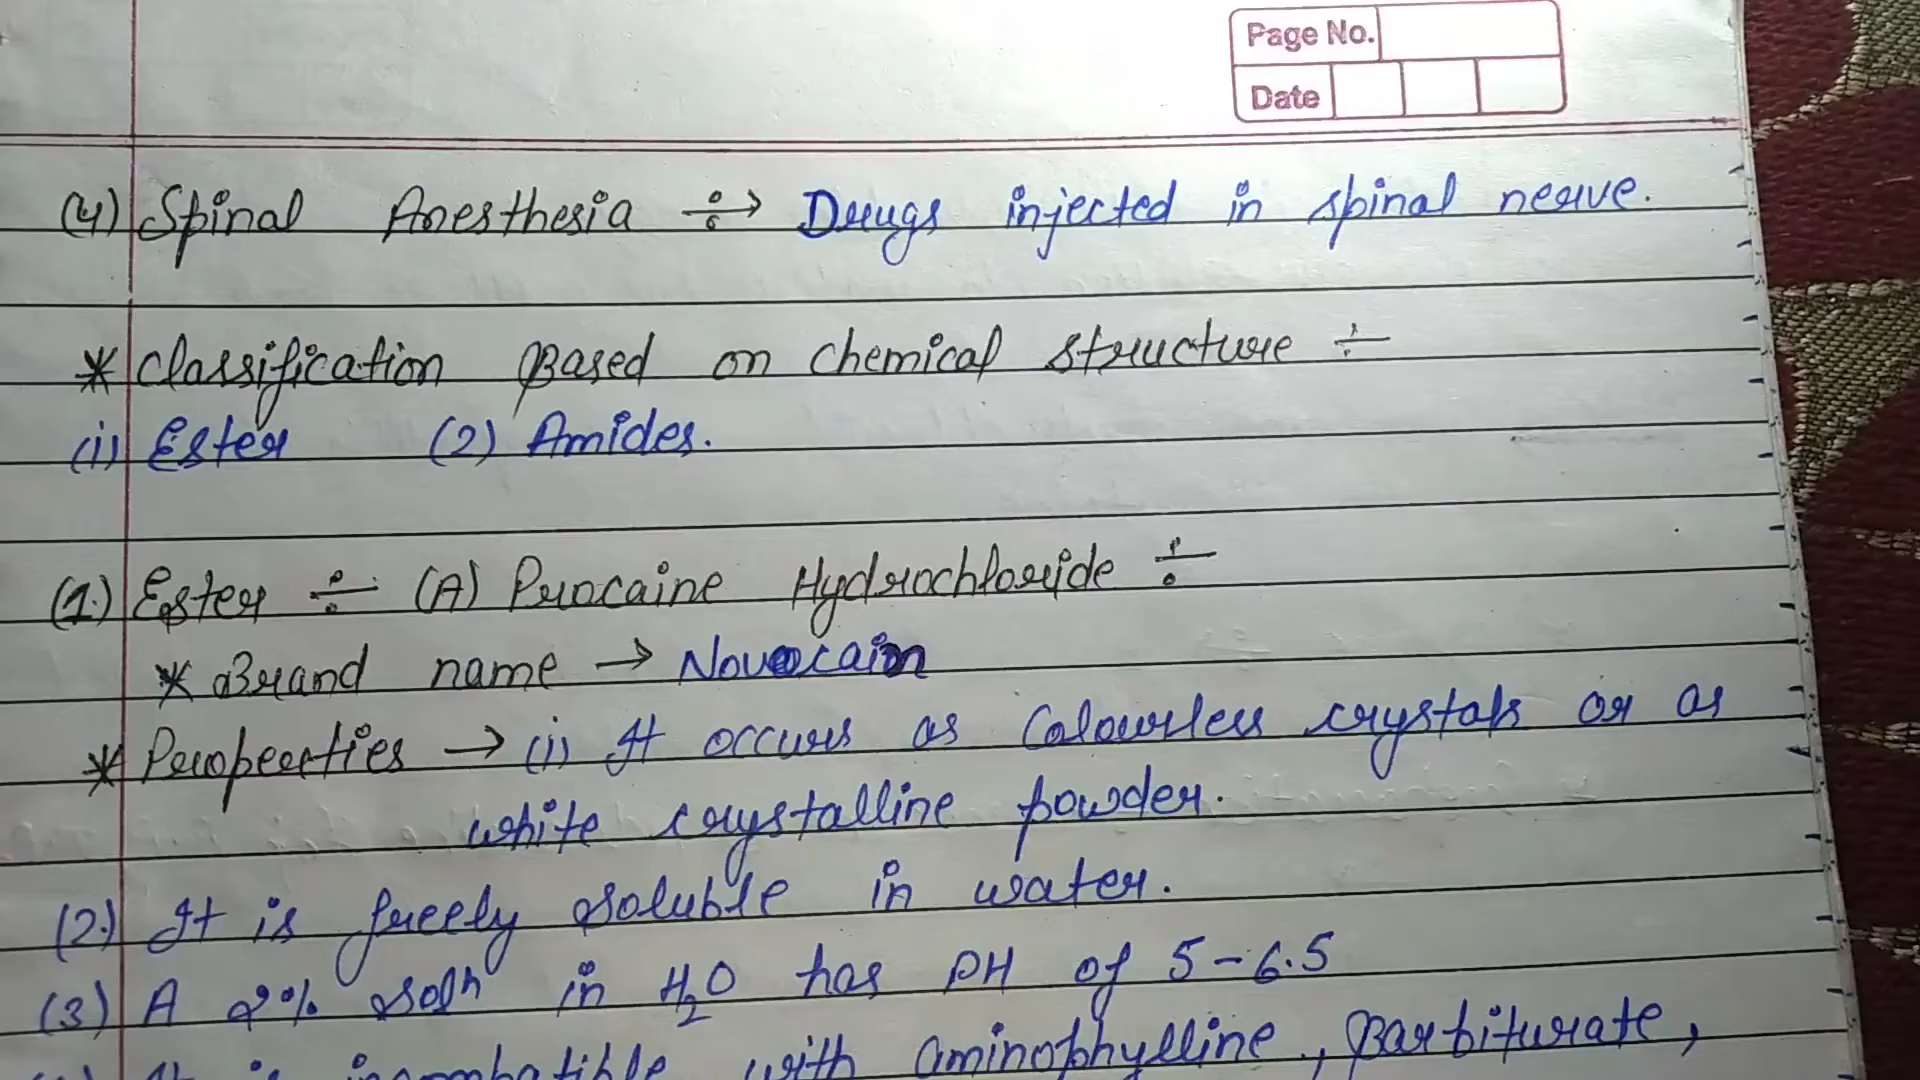 Page No.
Date
(4) Spinal Anesthesia ÷→ Drugs injected in spinal nerve.
* Classification Based on chemical structure ÷
(i) Ester (2) Amides.
(1.) Ester ÷ (A) Procaine Hydrochloride ÷
* Brand name → Novocain
* Properties → (i) It occurs as Colourless crystals or as
white crystalline powder.
(2) It is freely soluble in water.
(3) A 2% solⁿ in H₂O has PH of 5-6.5
It is incompatible with aminophylline, Barbiturate,